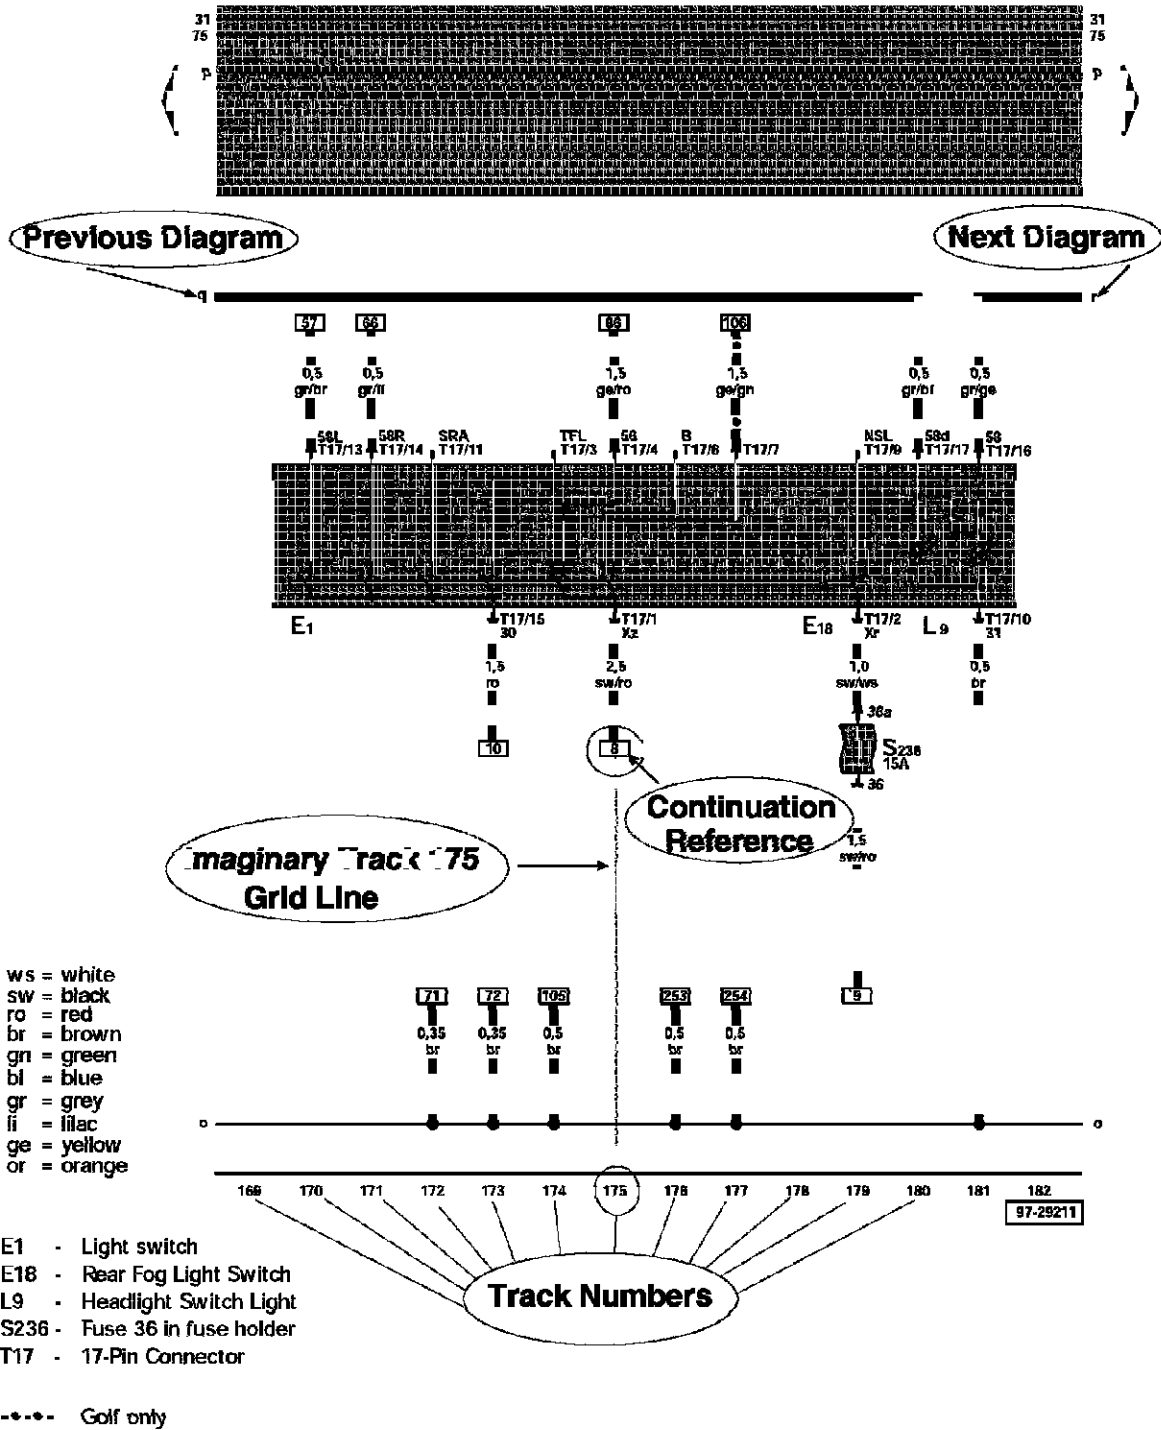 31 31
75 75
p p
Previous Diagram Next Diagram
q r
57 66 86 106
0,5 0,5 1,5 1,5 0,5 0,5
gr/br gr/li ge/ro ge/gn gr/bl gr/ge
58L 58R SRA TFL 56 B NSL 58d 58
T17/13 T17/14 T17/11 T17/3 T17/4 T17/6 T17/7 T17/9 T17/17 T17/16
E1 T17/15 T17/1 E18 T17/2 L9 T17/10
30 Xz Xr 31
1,5 2,5 1,0 0,5
ro sw/ro sw/ws br
36a
10 8 S236
15A
36
Continuation
Reference
1,5
sw/ro
maginary rack 75
Grid Line
ws = white
sw = black
ro = red
br = brown
gn = green
bl = blue
gr = grey
li = lilac
ge = yellow
or = orange
71 72 105 253 254 9
0,35 0,35 0,5 0,5 0,5
br br br br br
o o
169 170 171 172 173 174 175 176 177 178 179 180 181 182
97-29211
Track Numbers
E1 - Light switch
E18 - Rear Fog Light Switch
L9 - Headlight Switch Light
S236 - Fuse 36 in fuse holder
T17 - 17-Pin Connector
Golf only